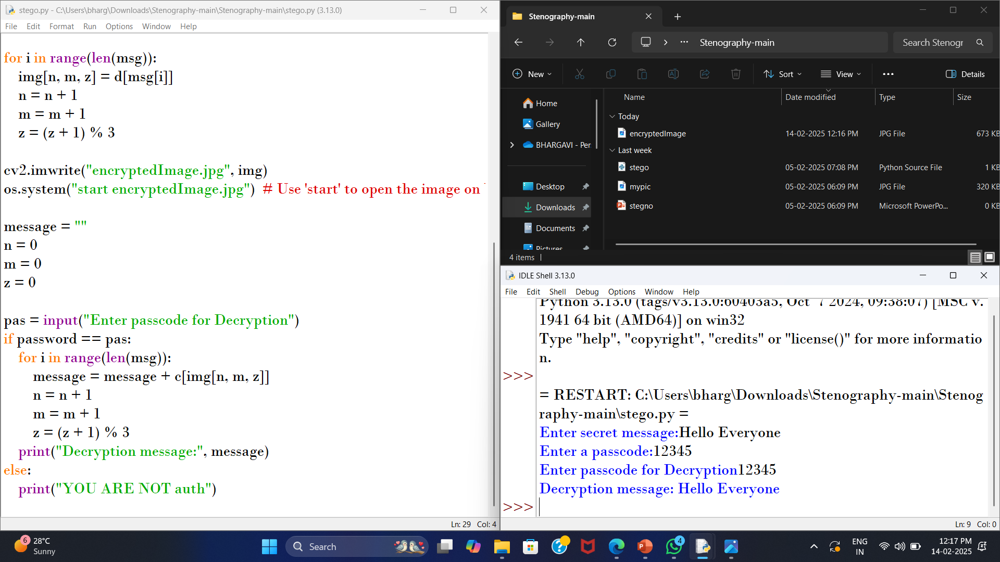 stego.py - C:\Users\bharg\Downloads\Stenography-main\Stenography-main\stego.py (3.13.0)
File Edit Format Run Options Window Help
for i in range(len(msg)):
    img[n, m, z] = d[msg[i]]
    n = n + 1
    m = m + 1
    z = (z + 1) % 3
cv2.imwrite("encryptedImage.jpg", img)
os.system("start encryptedImage.jpg")  # Use 'start' to open the image on
message = ""
n = 0
m = 0
z = 0
pas = input("Enter passcode for Decryption")
if password == pas:
    for i in range(len(msg)):
        message = message + c[img[n, m, z]]
        n = n + 1
        m = m + 1
        z = (z + 1) % 3
    print("Decryption message:", message)
else:
    print("YOU ARE NOT auth")
Ln: 29 Col: 4
Stenography-main
Stenography-main
Search Stenogr
New
Sort
View
Details
Home
Gallery
BHARGAVI - Per
Desktop
Downloads
Documents
Pictures
Name Date modified Type Size
Today
encryptedImage 14-02-2025 12:16 PM JPG File 673 KB
Last week
stego 05-02-2025 07:08 PM Python Source File 1 KB
mypic 05-02-2025 06:09 PM JPG File 320 KB
stegno 05-02-2025 06:09 PM Microsoft PowerPo... 0 KB
4 items
IDLE Shell 3.13.0
File Edit Shell Debug Options Window Help
Python 3.13.0 (tags/v3.13.0:60403a5, Oct  7 2024, 09:38:07) [MSC v.
1941 64 bit (AMD64)] on win32
Type "help", "copyright", "credits" or "license()" for more informatio
n.
>>>
= RESTART: C:\Users\bharg\Downloads\Stenography-main\Stenog
raphy-main\stego.py =
Enter secret message:Hello Everyone
Enter a passcode:12345
Enter passcode for Decryption12345
Decryption message: Hello Everyone
>>>
Ln: 9 Col: 0
6
28°C
Sunny
Search
4
ENG
IN
12:17 PM
14-02-2025